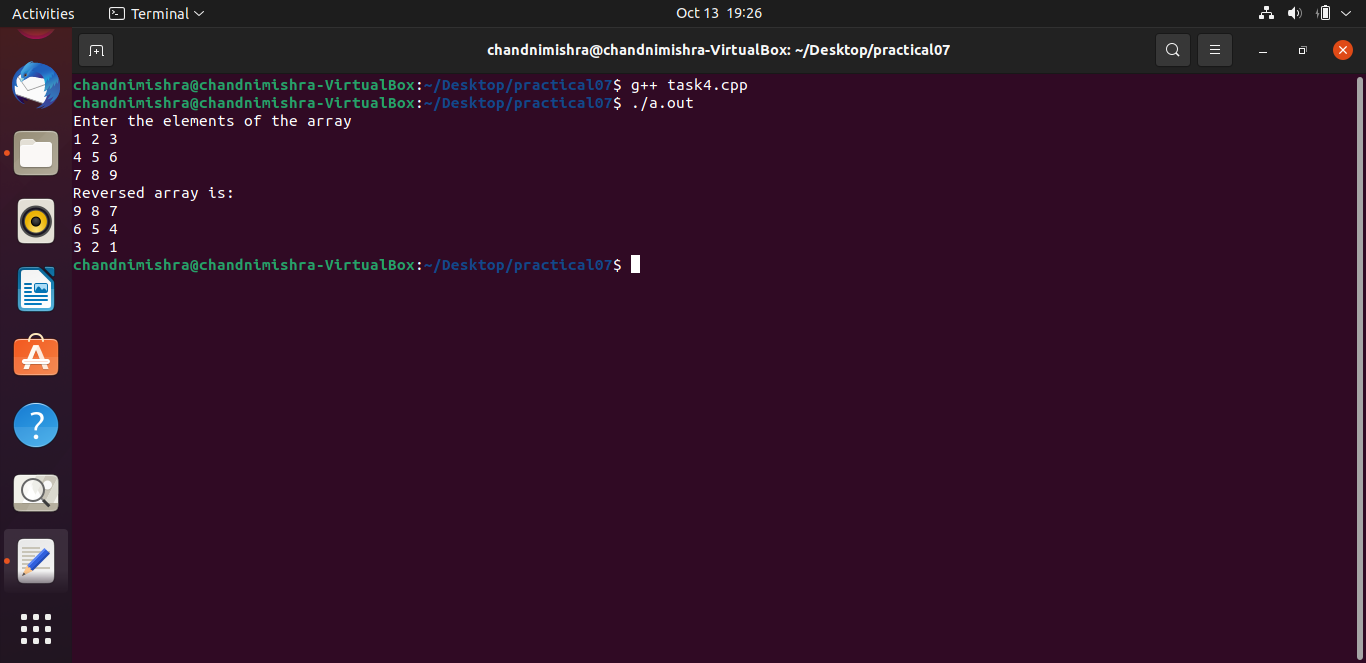 Activities Terminal Oct 13 19:26
chandnimishra@chandnimishra-VirtualBox: ~/Desktop/practical07
chandnimishra@chandnimishra-VirtualBox:~/Desktop/practical07$ g++ task4.cpp
chandnimishra@chandnimishra-VirtualBox:~/Desktop/practical07$ ./a.out
Enter the elements of the array
1 2 3
4 5 6
7 8 9
Reversed array is:
9 8 7
6 5 4
3 2 1
chandnimishra@chandnimishra-VirtualBox:~/Desktop/practical07$